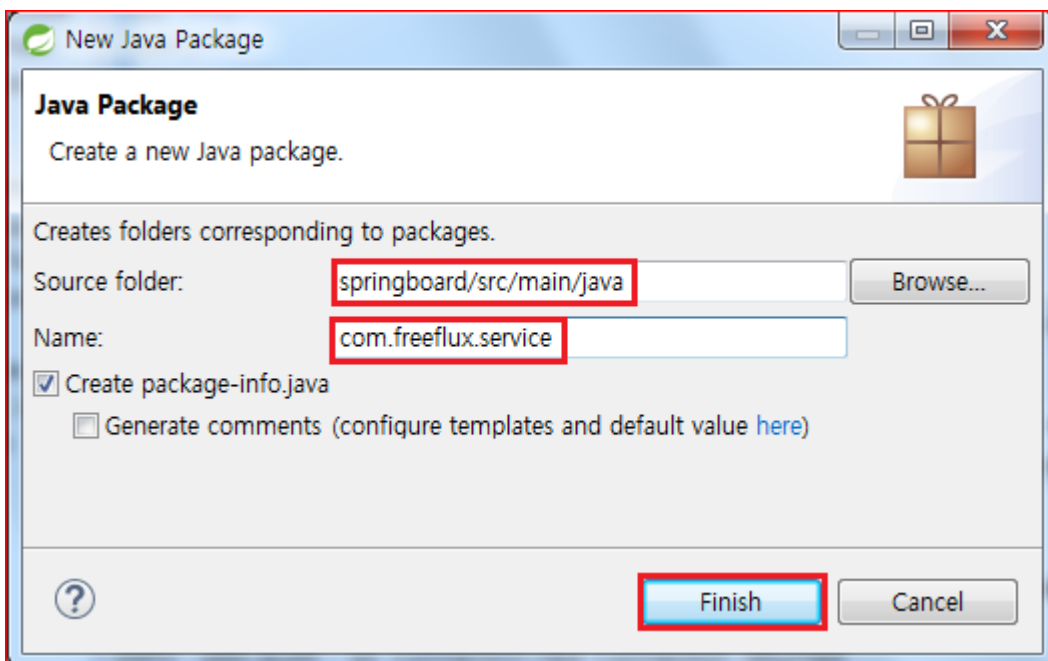 New Java Package
Java Package
Create a new Java package.
Creates folders corresponding to packages.
Source folder: springboard/src/main/java Browse...
Name: com.freeflux.service
Create package-info.java
Generate comments (configure templates and default value here)
? Finish Cancel